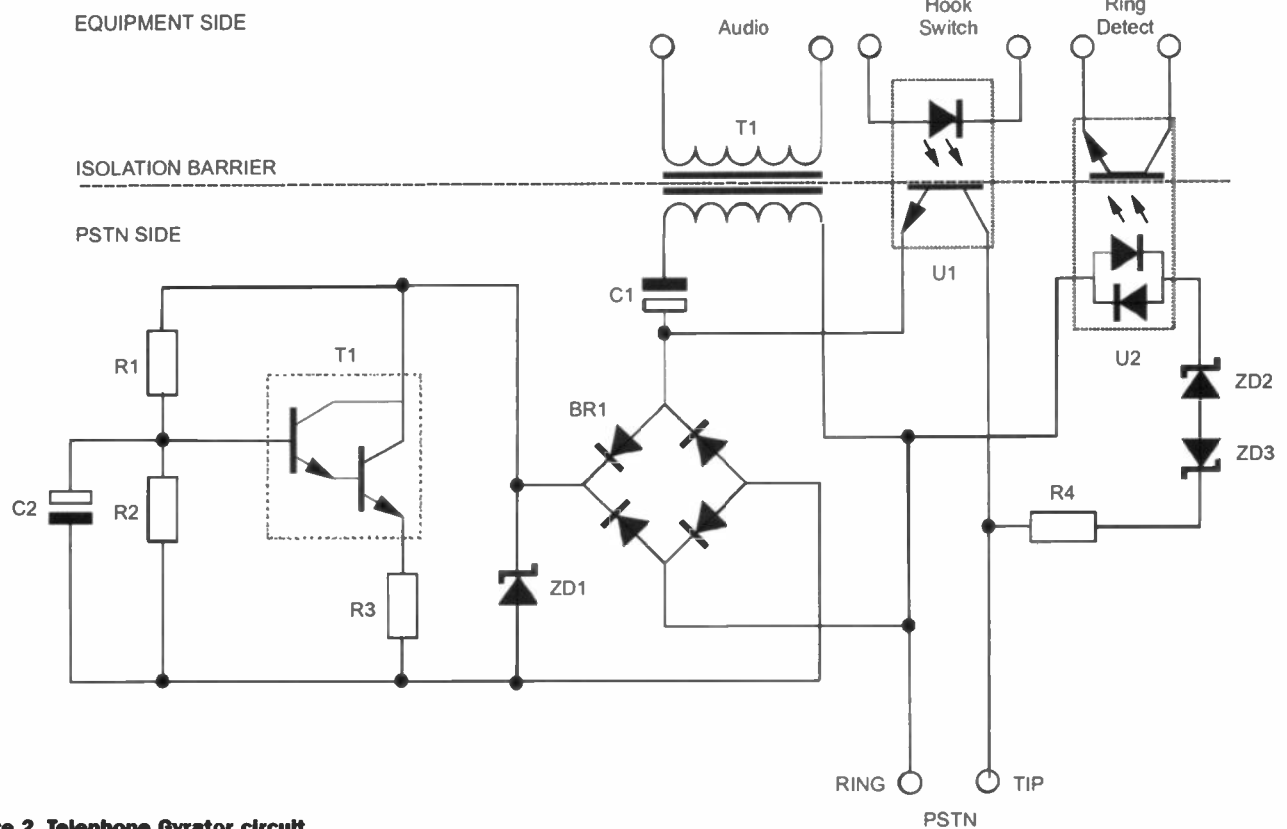 EQUIPMENT SIDE
Audio
Hook
Switch
Ring
Detect
T1
ISOLATION BARRIER
PSTN SIDE
U1
C1
U2
R1
T1
BR1
ZD2
ZD3
C2
R2
R4
R3
ZD1
RING
TIP
PSTN
2. Telephone Gyrator circuit